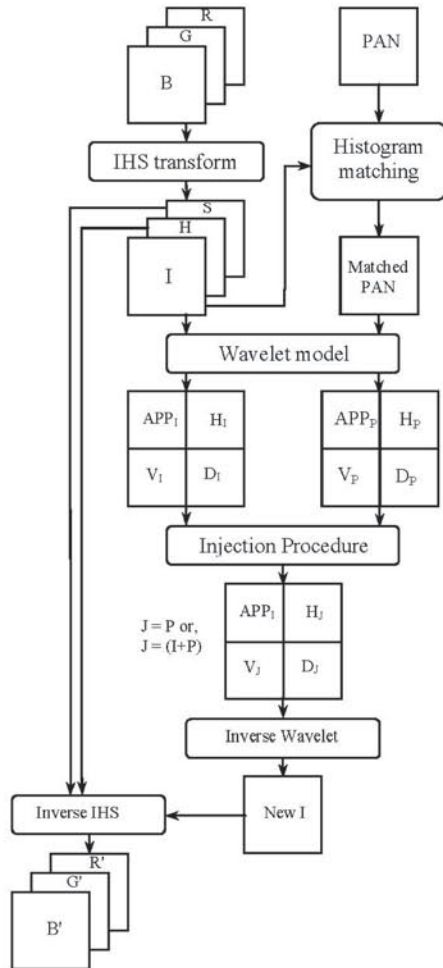 R
G
B
PAN
IHS transform
Histogram
matching
S
H
I
Matched
PAN
Wavelet model
APP_I H_I
V_I D_I
APP_P H_P
V_P D_P
Injection Procedure
J = P or,
J = (I+P)
APP_I H_J
V_J D_J
Inverse Wavelet
New I
Inverse IHS
R'
G'
B'